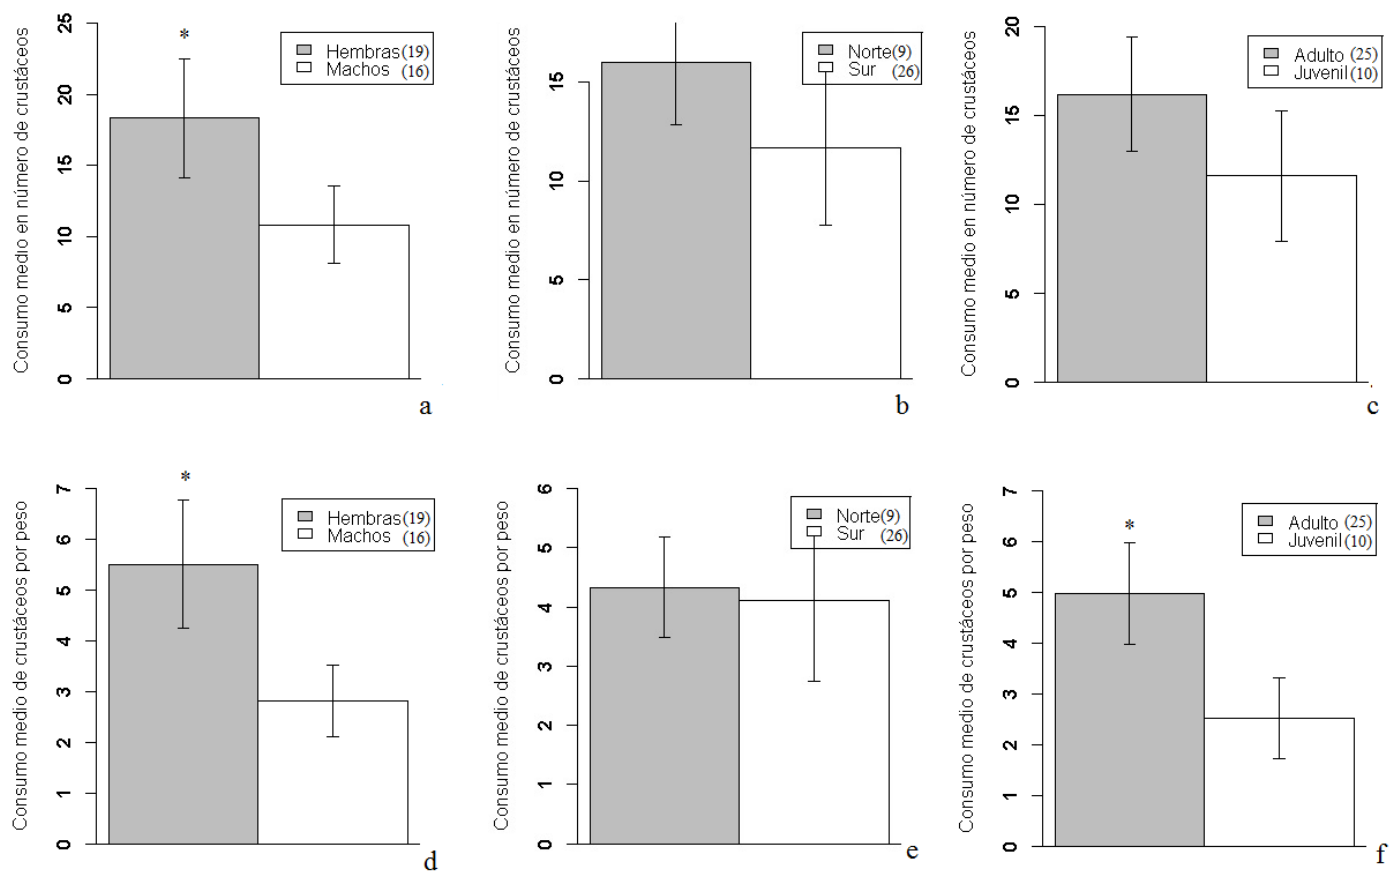 Consumo medio en número de crustáceos
25
20
15
10
5
0
*
Hembras(19)
Machos (16)
a
Consumo medio en número de crustáceos
15
10
5
0
Norte(9)
Sur (26)
b
Consumo medio en número de crustáceos
20
15
10
5
0
Adulto (25)
Juvenil(10)
c
Consumo medio de crustáceos por peso
7
6
5
4
3
2
1
0
*
Hembras(19)
Machos (16)
d
Consumo medio de crustáceos por peso
6
5
4
3
2
1
0
Norte(9)
Sur (26)
e
Consumo medio de crustáceos por peso
7
6
5
4
3
2
1
0
*
Adulto (25)
Juvenil(10)
f